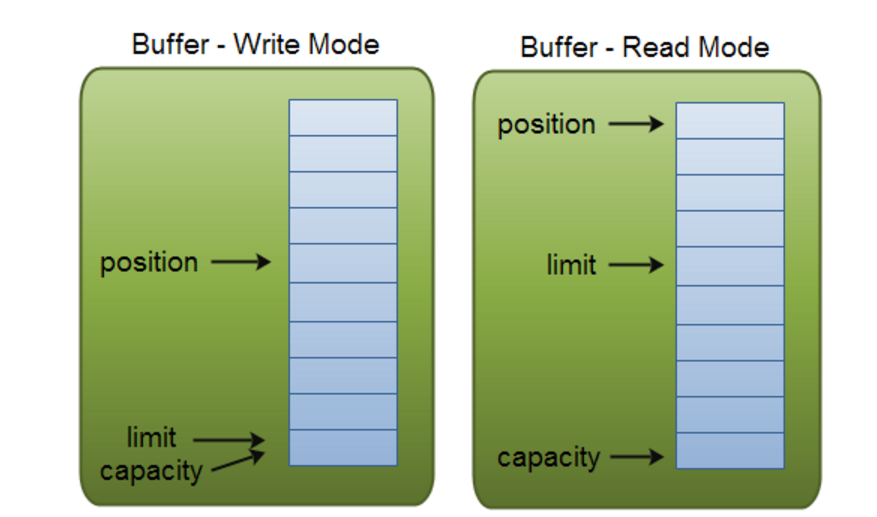 Buffer - Write Mode
position
limit
capacity
Buffer - Read Mode
position
limit
capacity